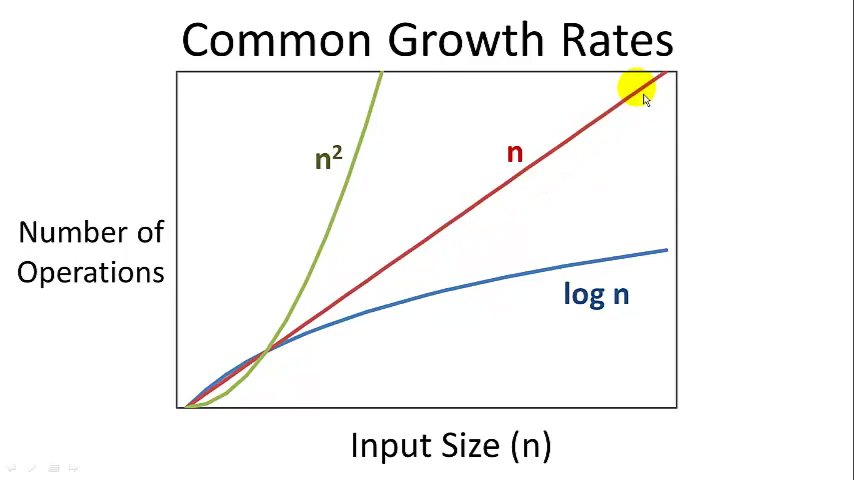 Common Growth Rates
n²
n
Number of
Operations
log n
Input Size (n)